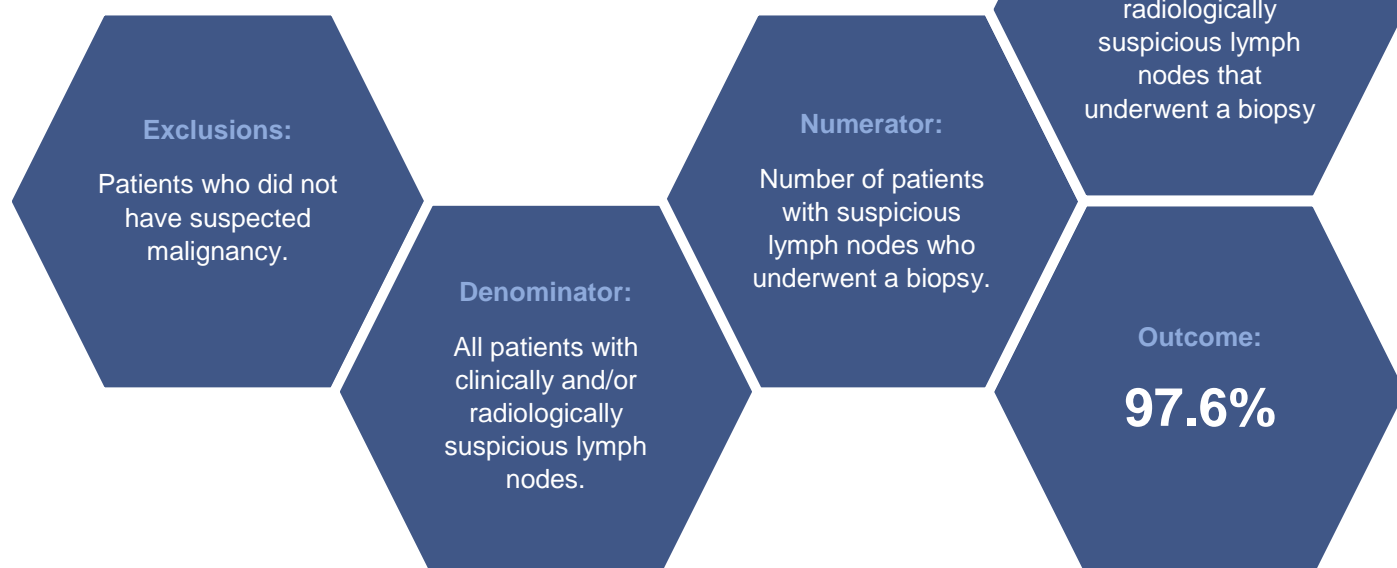 Exclusions:
Patients who did not
have suspected
malignancy.
Denominator:
All patients with
clinically and/or
radiologically
suspicious lymph
nodes.
Numerator:
Number of patients
with suspicious
lymph nodes who
underwent a biopsy.
radiologically
suspicious lymph
nodes that
underwent a biopsy
Outcome:
97.6%